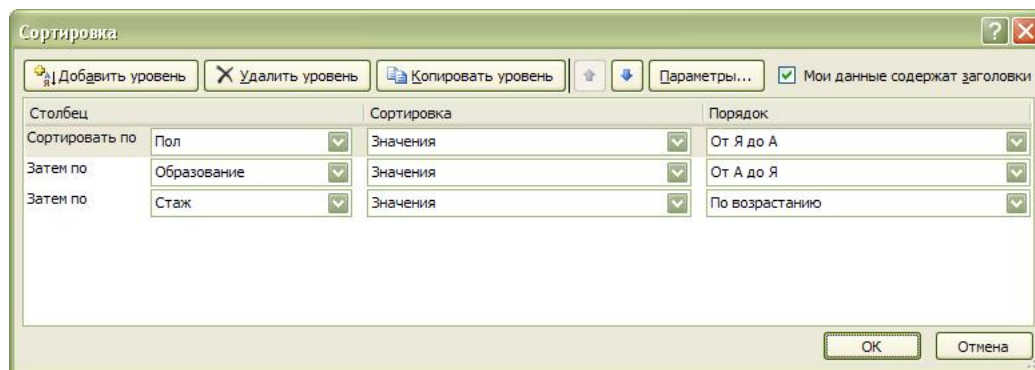 Сортировка
Добавить уровень Удалить уровень Копировать уровень Параметры... Мои данные содержат заголовки
Столбец Сортировка Порядок
Сортировать по Пол Значения От Я до А
Затем по Образование Значения От А до Я
Затем по Стаж Значения По возрастанию
ОК Отмена